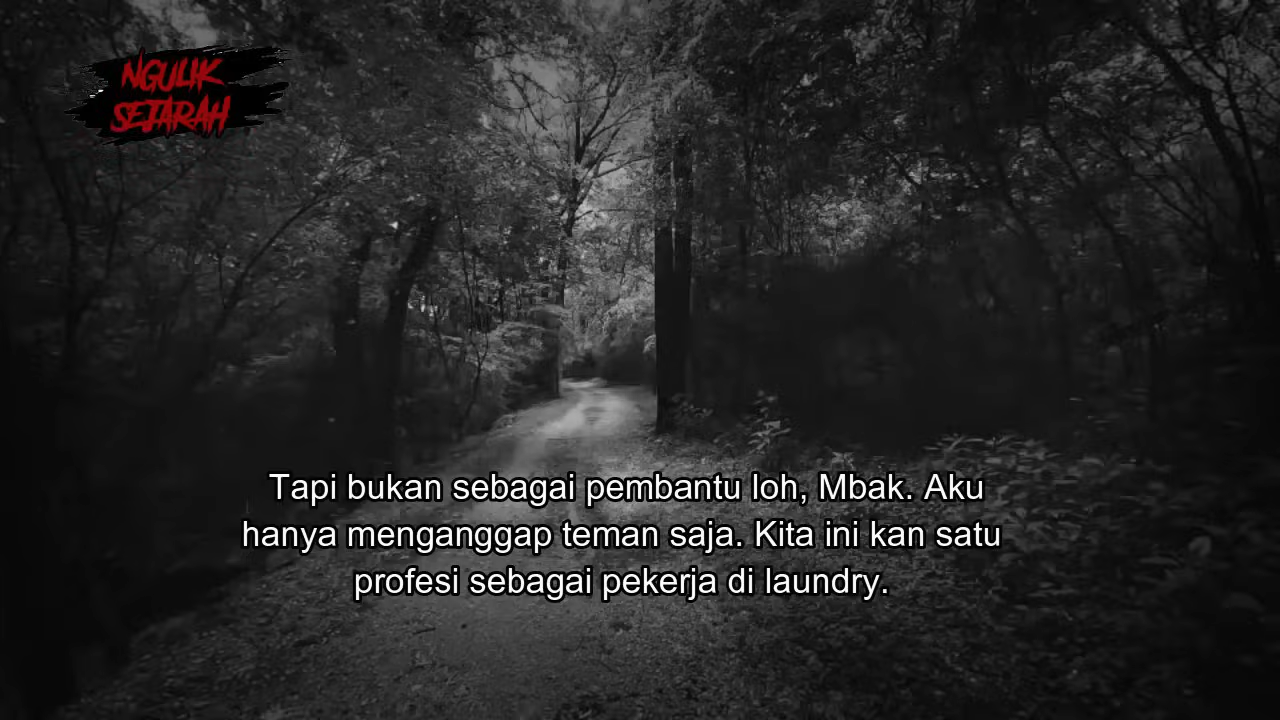 NGULIK
SEJARAH
Tapi bukan sebagai pembantu loh, Mbak. Aku
hanya menganggap teman saja. Kita ini kan satu
profesi sebagai pekerja di laundry.